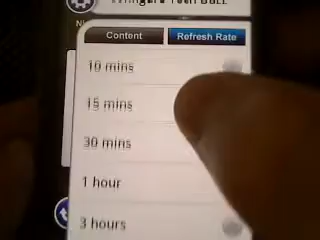 Content
Refresh Rate
10 mins
15 mins
30 mins
1 hour
3 hours